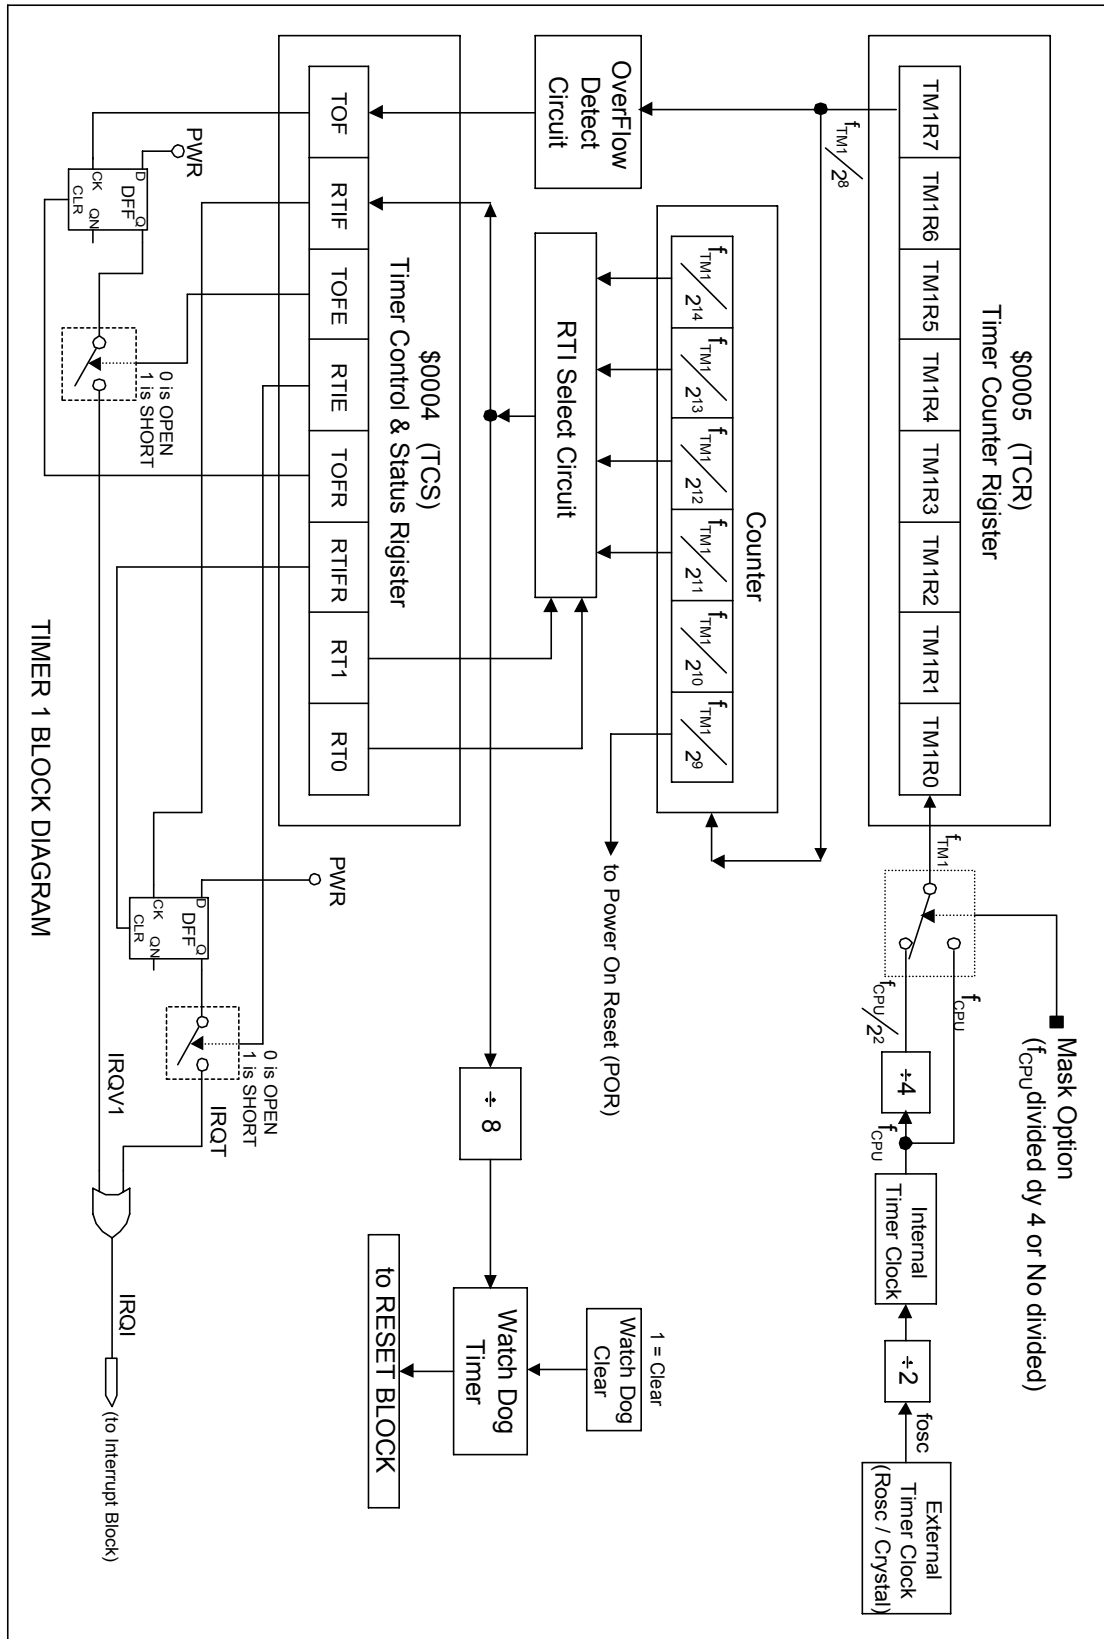 $0005 (TCR)
Timer Counter Rigister
TM1R7
TM1R6
TM1R5
TM1R4
TM1R3
TM1R2
TM1R1
TM1R0
fTM1
Mask Option
(fCPU divided dy 4 or No divided)
fCPU
fCPU/2²
÷4
fCPU
Internal
Timer Clock
÷2
fosc
External
Timer Clock
(Rosc / Crystal)
fTM1/2⁸
Counter
fTM1/2¹⁴
fTM1/2¹³
fTM1/2¹²
fTM1/2¹¹
fTM1/2¹⁰
fTM1/2⁹
to Power On Reset (POR)
OverFlow
Detect
Circuit
RTI Select Circuit
÷ 8
1 = Clear
Watch Dog
Clear
Watch Dog
Timer
to RESET BLOCK
$0004 (TCS)
Timer Control & Status Rigister
TOF
RTIF
TOFE
RTIE
TOFR
RTIFR
RT1
RT0
PWR
D
Q
DFF
CK
QN
CLR
0 is OPEN
1 is SHORT
PWR
D
Q
DFF
CK
QN
CLR
0 is OPEN
1 is SHORT
IRQT
IRQV1
IRQI
(to Interrupt Block)
TIMER 1 BLOCK DIAGRAM